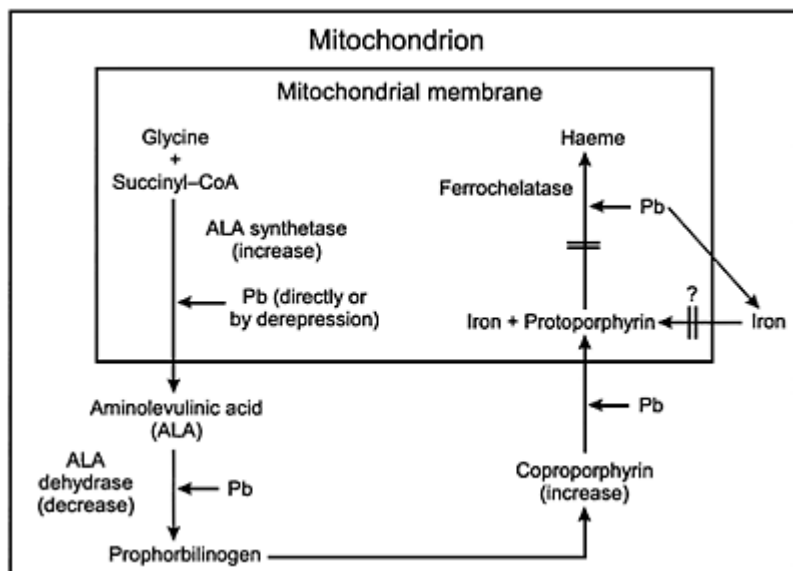 Mitochondrion
Mitochondrial membrane
Glycine
+
Succinyl–CoA
ALA synthetase
(increase)
Pb (directly or
by derepression)
Aminolevulinic acid
(ALA)
ALA
dehydrase
(decrease)
Pb
Prophorbilinogen
Coproporphyrin
(increase)
Pb
Iron + Protoporphyrin
?
Iron
Ferrochelatase
Pb
Haeme